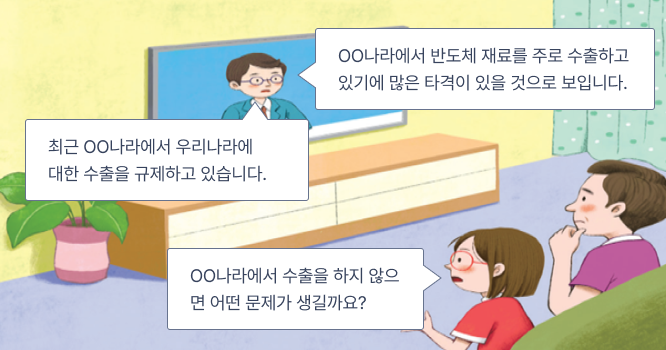 OO나라에서 반도체 재료를 주로 수출하고
있기에 많은 타격이 있을 것으로 보입니다.
최근 OO나라에서 우리나라에
대한 수출을 규제하고 있습니다.
OO나라에서 수출을 하지 않으
면 어떤 문제가 생길까요?